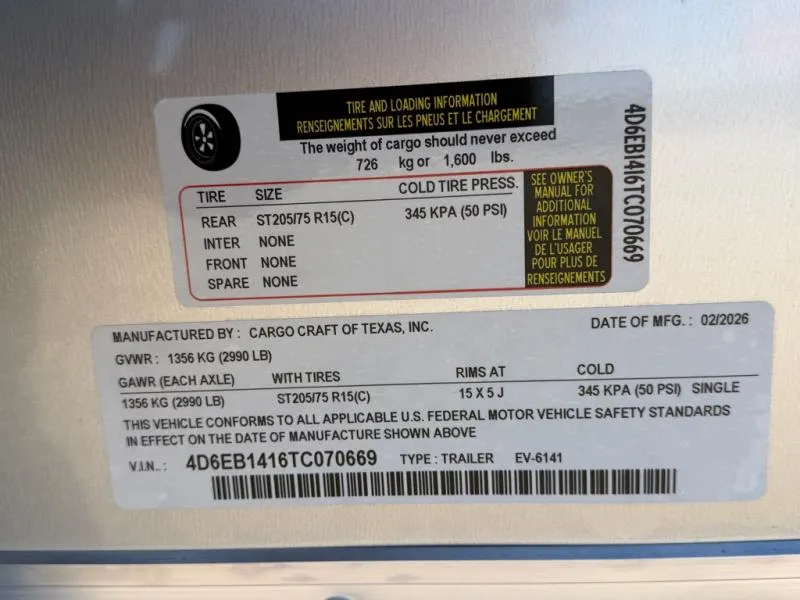 TIRE AND LOADING INFORMATION
RENSEIGNEMENTS SUR LES PNEUS ET LE CHARGEMENT
The weight of cargo should never exceed
726 kg or 1,600 lbs.
TIRE SIZE COLD TIRE PRESS.
REAR ST205/75 R15(C) 345 KPA (50 PSI)
INTER NONE
FRONT NONE
SPARE NONE
SEE OWNER'S
MANUAL FOR
ADDITIONAL
INFORMATION
VOIR LE MANUEL
DE L'USAGER
POUR PLUS DE
RENSEIGNEMENTS
4D6EB1416TC070669
MANUFACTURED BY : CARGO CRAFT OF TEXAS, INC. DATE OF MFG. : 02/2026
GVWR : 1356 KG (2990 LB)
GAWR (EACH AXLE) WITH TIRES RIMS AT COLD
1356 KG (2990 LB) ST205/75 R15(C) 15 X 5 J 345 KPA (50 PSI) SINGLE
THIS VEHICLE CONFORMS TO ALL APPLICABLE U.S. FEDERAL MOTOR VEHICLE SAFETY STANDARDS
IN EFFECT ON THE DATE OF MANUFACTURE SHOWN ABOVE
V.I.N.. : 4D6EB1416TC070669 TYPE : TRAILER EV-6141